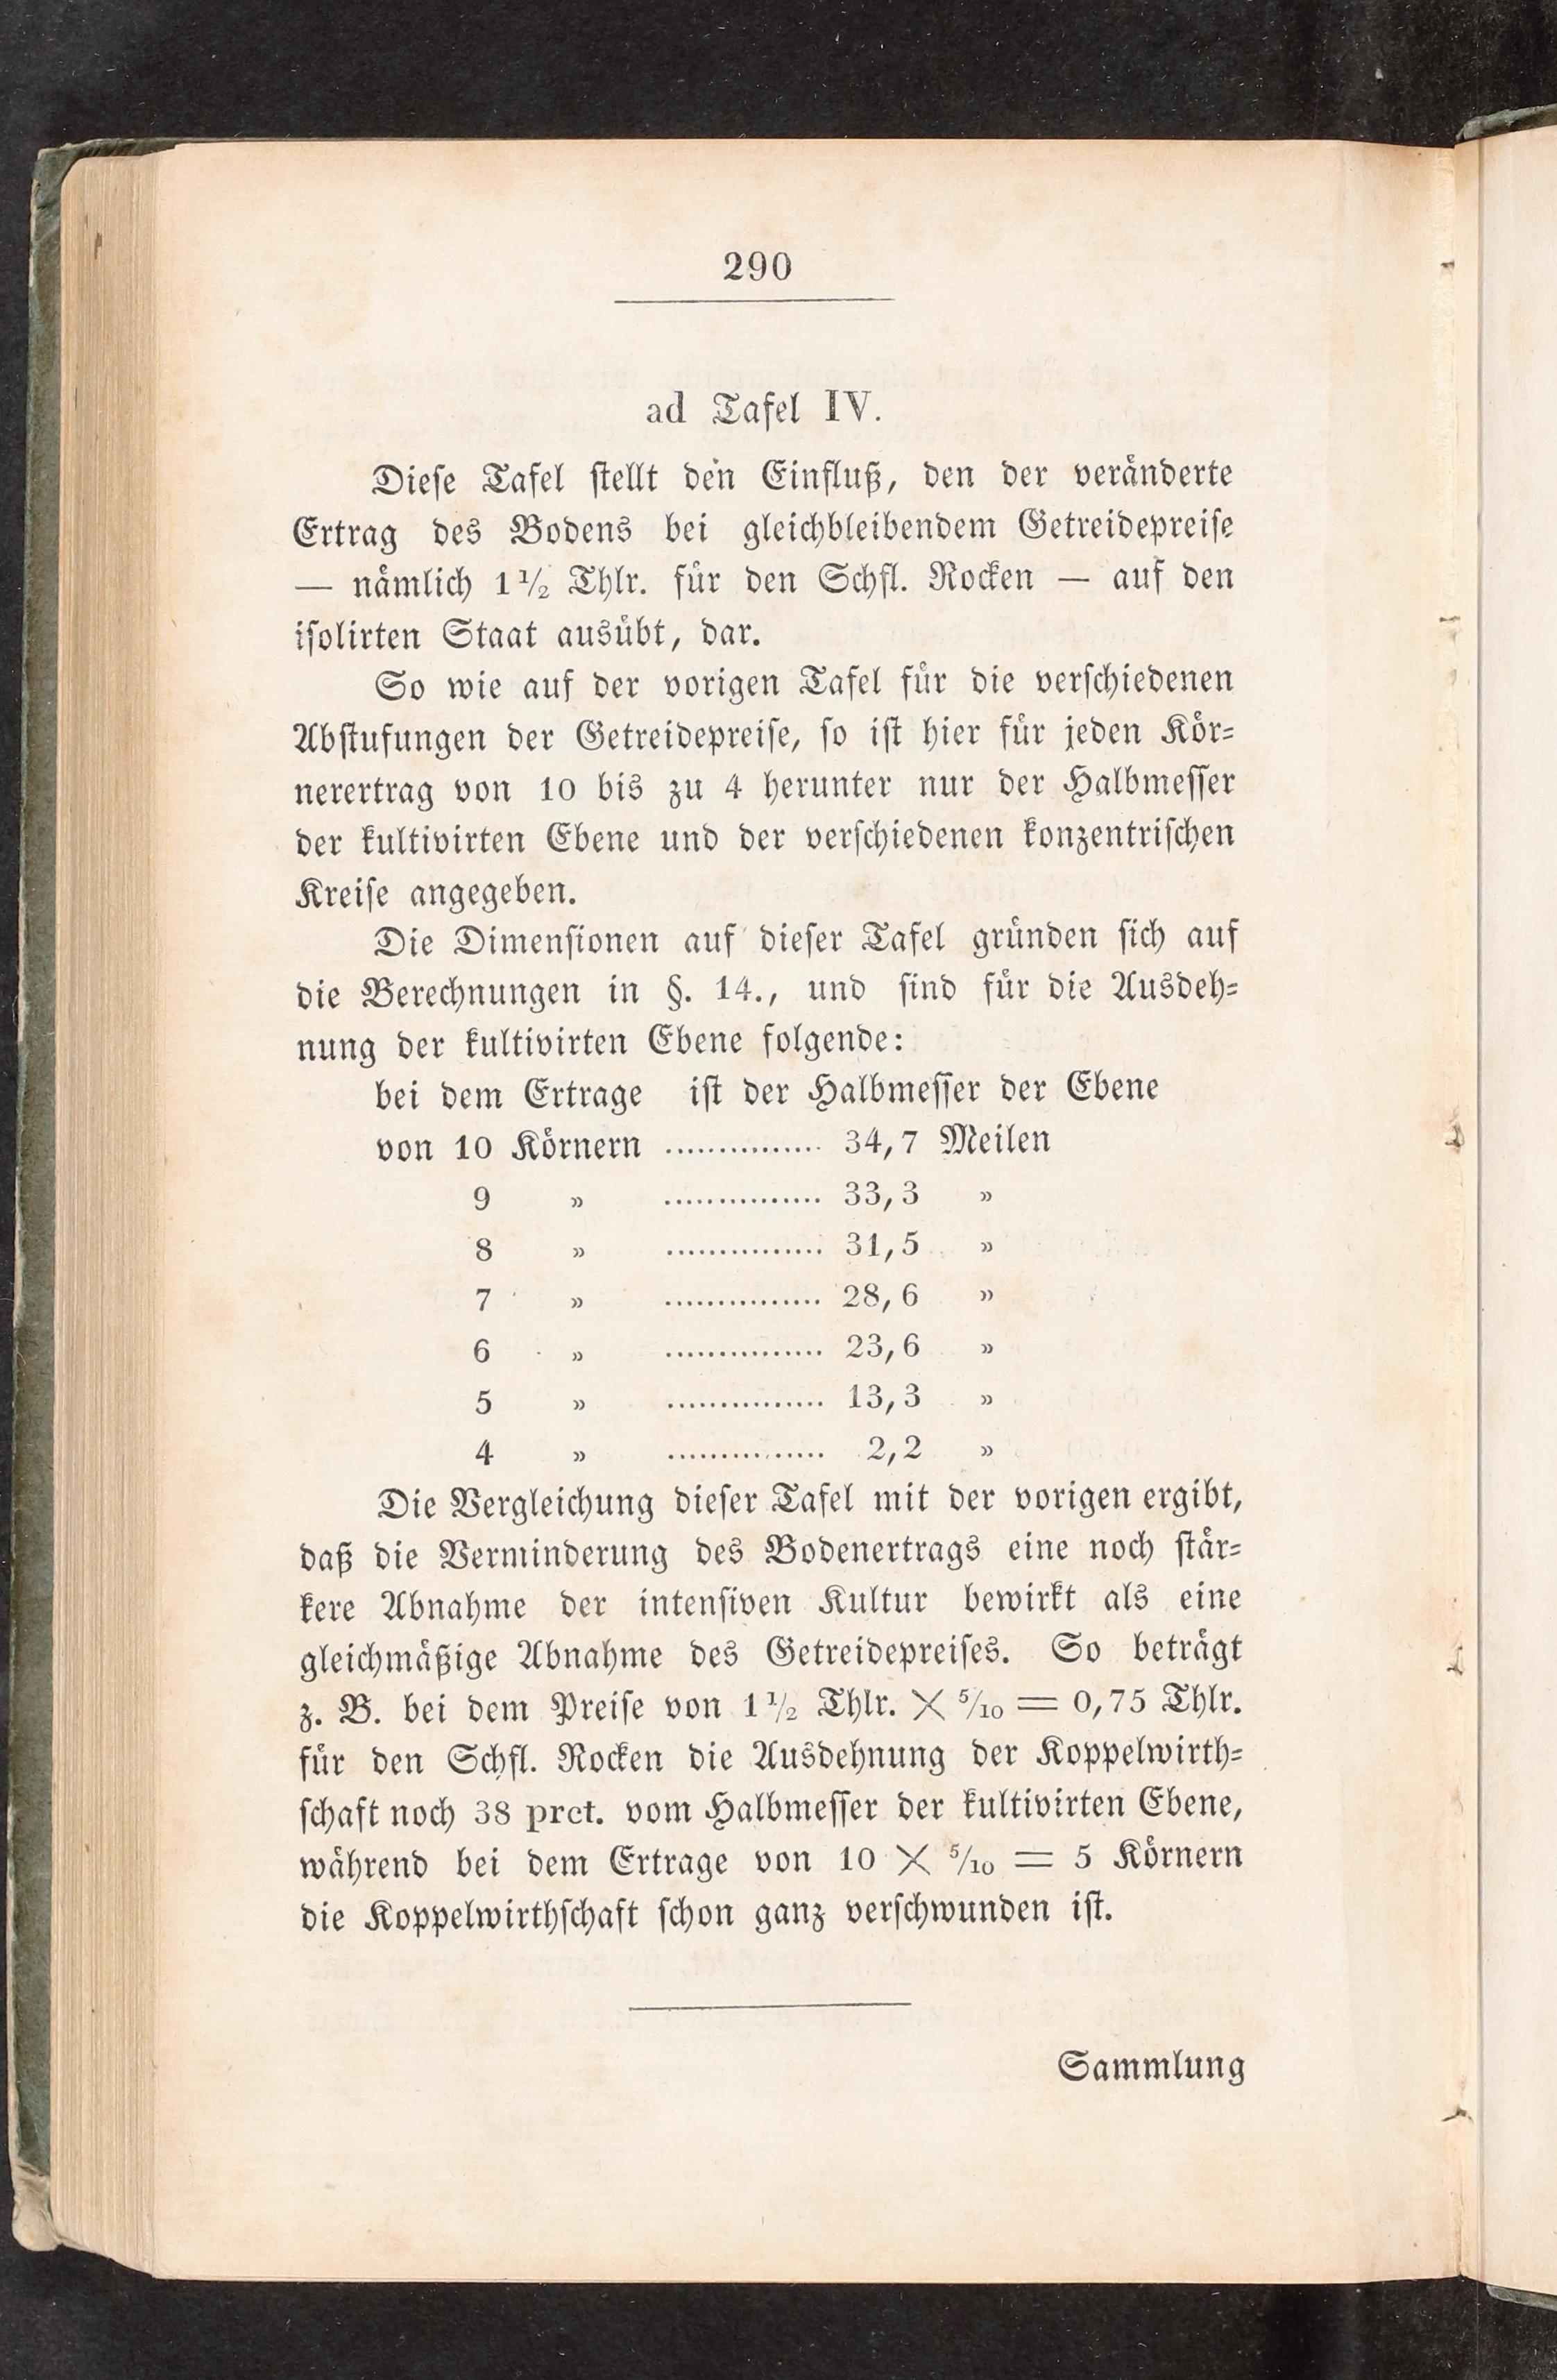 290
ad Tafel IV.
Diese Tafel stellt den Einfluß, den der veränderte
Ertrag des Bodens bei gleichbleibendem Getreidepreise
— nämlich 1½ Thlr. für den Schfl. Rocken — auf den
isolirten Staat ausübt, dar.
So wie auf der vorigen Tafel für die verschiedenen
Abstufungen der Getreidepreise, so ist hier für jeden Kör-
nerertrag von 10 bis zu 4 herunter nur der Halbmesser
der kultivirten Ebene und der verschiedenen konzentrischen
Kreise angegeben.
Die Dimensionen auf dieser Tafel gründen sich auf
die Berechnungen in §. 14., und sind für die Ausdeh-
nung der kultivirten Ebene folgende:
bei dem Ertrage ist der Halbmesser der Ebene
von 10 Körnern ............... 34,7 Meilen
9 » ............... 33,3 »
8 » ............... 31,5 »
7 » ............... 28,6 »
6 » ............... 23,6 »
5 » ............... 13,3 »
4 » ............... 2,2 »
Die Vergleichung dieser Tafel mit der vorigen ergibt,
daß die Verminderung des Bodenertrags eine noch stär-
kere Abnahme der intensiven Kultur bewirkt als eine
gleichmäßige Abnahme des Getreidepreises. So beträgt
z. B. bei dem Preise von 1½ Thlr. × 5/10 = 0,75 Thlr.
für den Schfl. Rocken die Ausdehnung der Koppelwirth-
schaft noch 38 prct. vom Halbmesser der kultivirten Ebene,
während bei dem Ertrage von 10 × 5/10 = 5 Körnern
die Koppelwirthschaft schon ganz verschwunden ist.
Sammlung